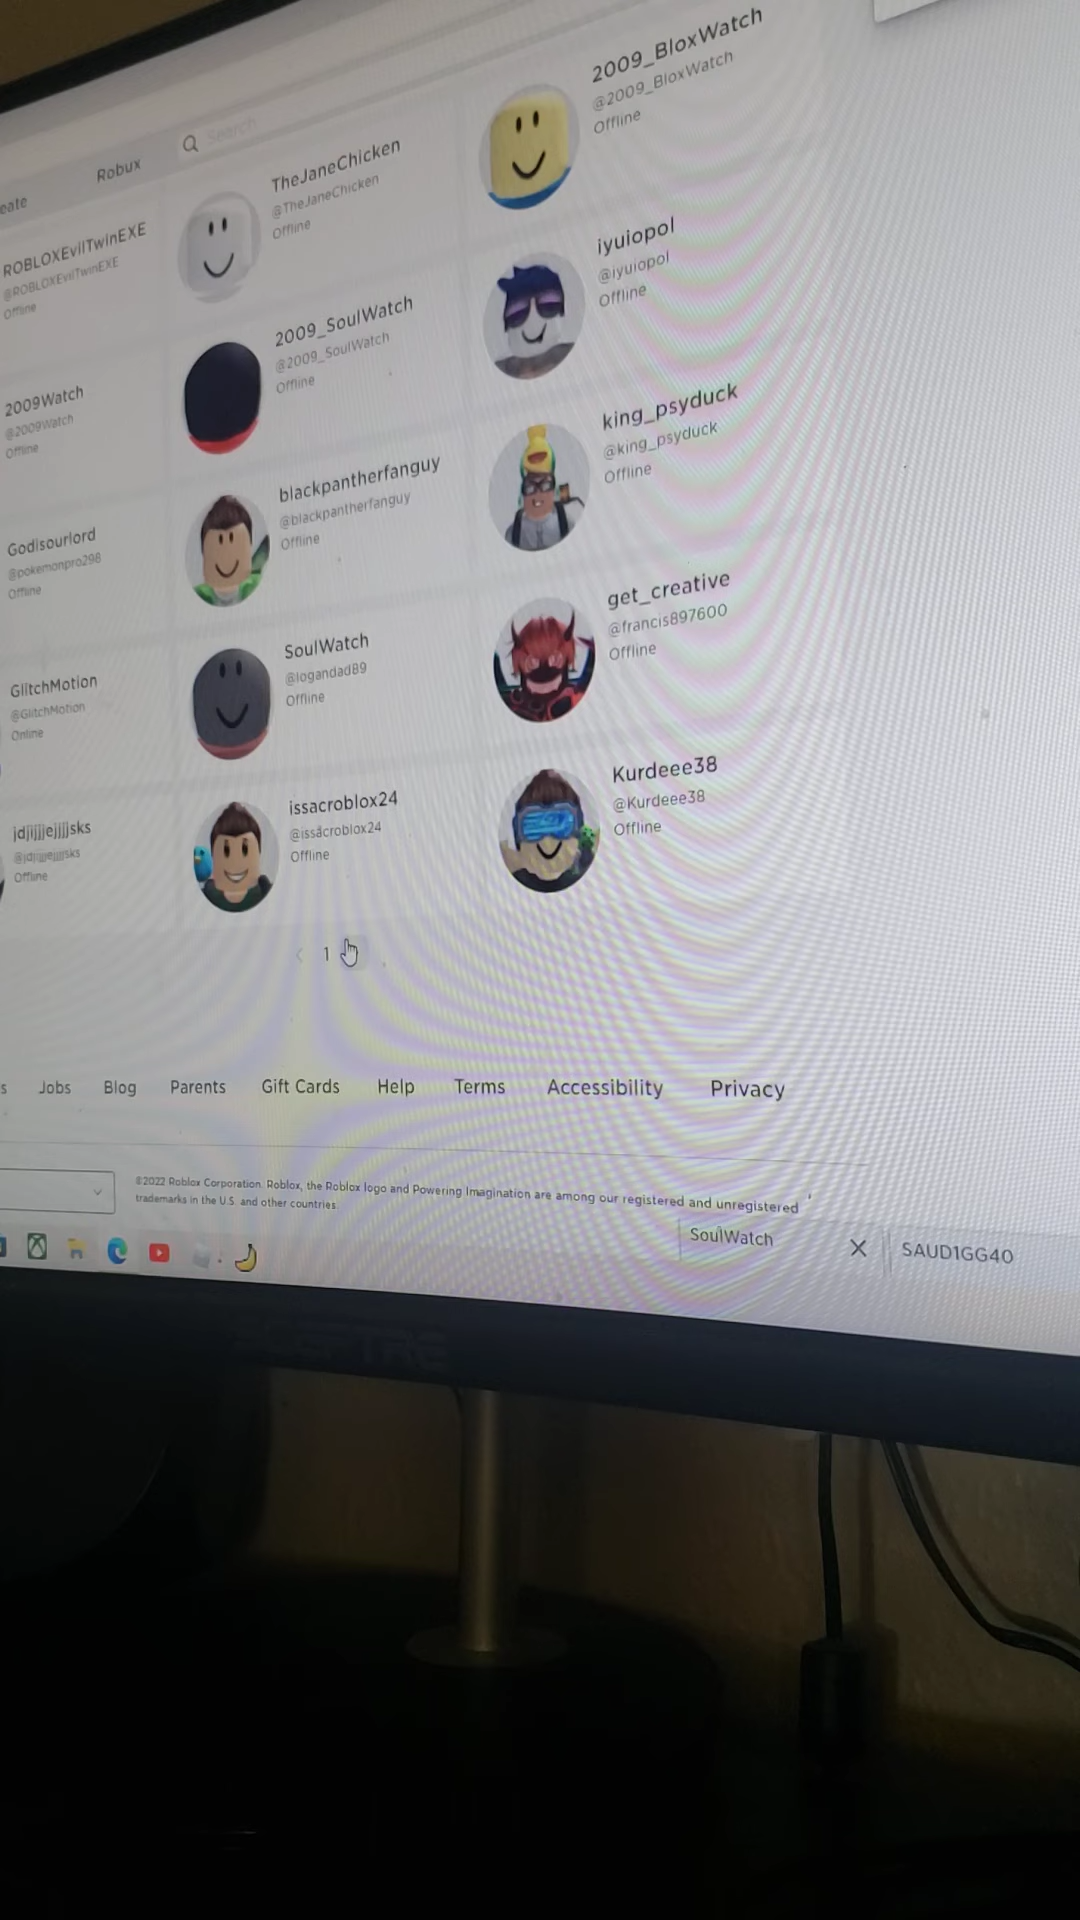 eate
Robux
Search
ROBLOXEvilTwinEXE
@ROBLOXEvilTwinEXE
Offline
TheJaneChicken
@TheJaneChicken
Offline
2009_BloxWatch
@2009_BloxWatch
Offline
2009Watch
@2009Watch
Offline
2009_SoulWatch
@2009_SoulWatch
Offline
iyuiopol
@iyuiopol
Offline
Godisourlord
@pokemonpro298
Offline
blackpantherfanguy
@blackpantherfanguy
Offline
king_psyduck
@king_psyduck
Offline
GlitchMotion
@GlitchMotion
Online
SoulWatch
@logandad89
Offline
get_creative
@francis897600
Offline
Offline
issacroblox24
@issacroblox24
Offline
Kurdeee38
@Kurdeee38
Offline
1
s Jobs Blog Parents Gift Cards Help Terms Accessibility Privacy
©2022 Roblox Corporation. Roblox, the Roblox logo and Powering Imagination are among our registered and unregistered
trademarks in the U.S. and other countries.
SoulWatch
SAUD1GG40
SCEPTRE